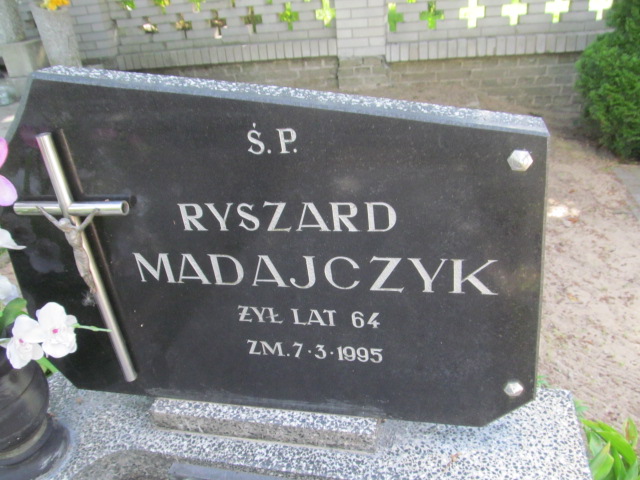 Ś.P.
RYSZARD
MADAJCZYK
ŻYŁ LAT 64
ZM. 7·3·1995